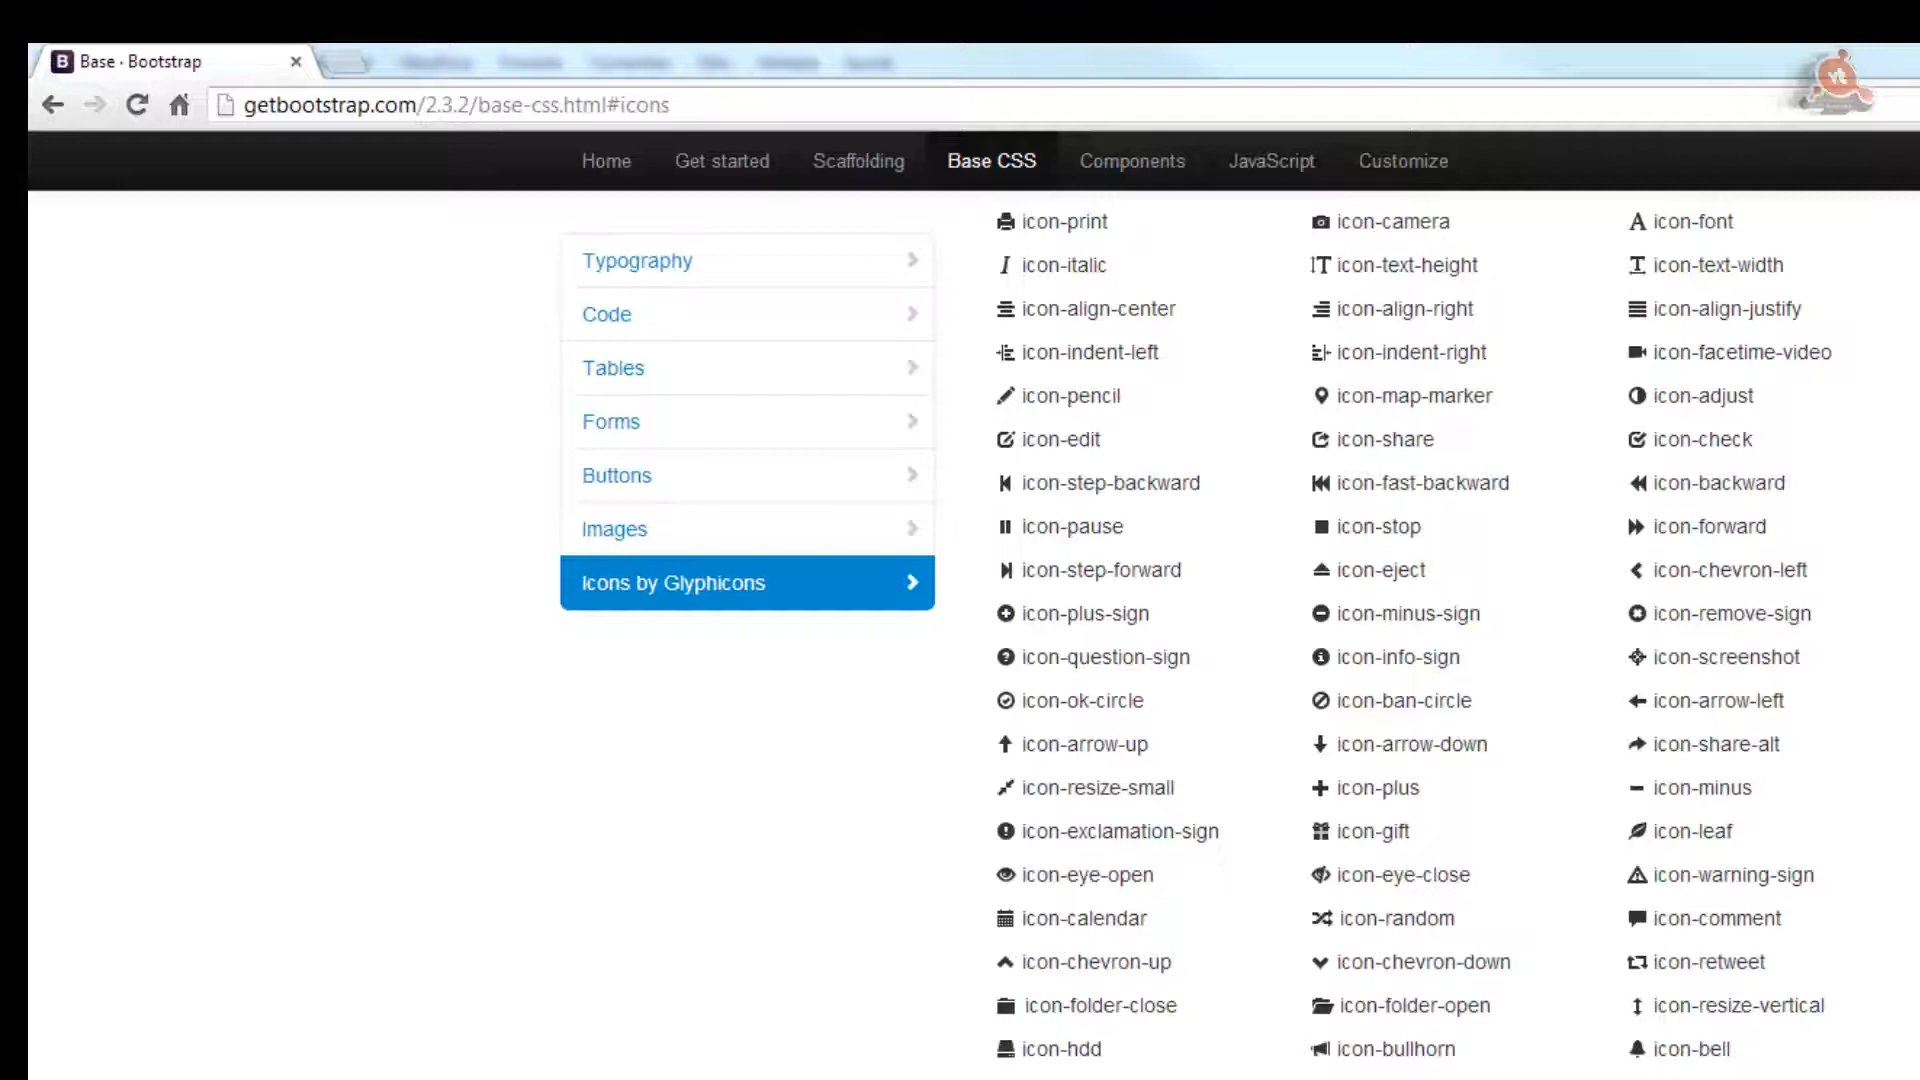 Base · Bootstrap
getbootstrap.com/2.3.2/base-css.html#icons
Home Get started Scaffolding Base CSS Components JavaScript Customize
Typography
Code
Tables
Forms
Buttons
Images
Icons by Glyphicons
icon-print icon-camera icon-font
icon-italic icon-text-height icon-text-width
icon-align-center icon-align-right icon-align-justify
icon-indent-left icon-indent-right icon-facetime-video
icon-pencil icon-map-marker icon-adjust
icon-edit icon-share icon-check
icon-step-backward icon-fast-backward icon-backward
icon-pause icon-stop icon-forward
icon-step-forward icon-eject icon-chevron-left
icon-plus-sign icon-minus-sign icon-remove-sign
icon-question-sign icon-info-sign icon-screenshot
icon-ok-circle icon-ban-circle icon-arrow-left
icon-arrow-up icon-arrow-down icon-share-alt
icon-resize-small icon-plus icon-minus
icon-exclamation-sign icon-gift icon-leaf
icon-eye-open icon-eye-close icon-warning-sign
icon-calendar icon-random icon-comment
icon-chevron-up icon-chevron-down icon-retweet
icon-folder-close icon-folder-open icon-resize-vertical
icon-hdd icon-bullhorn icon-bell